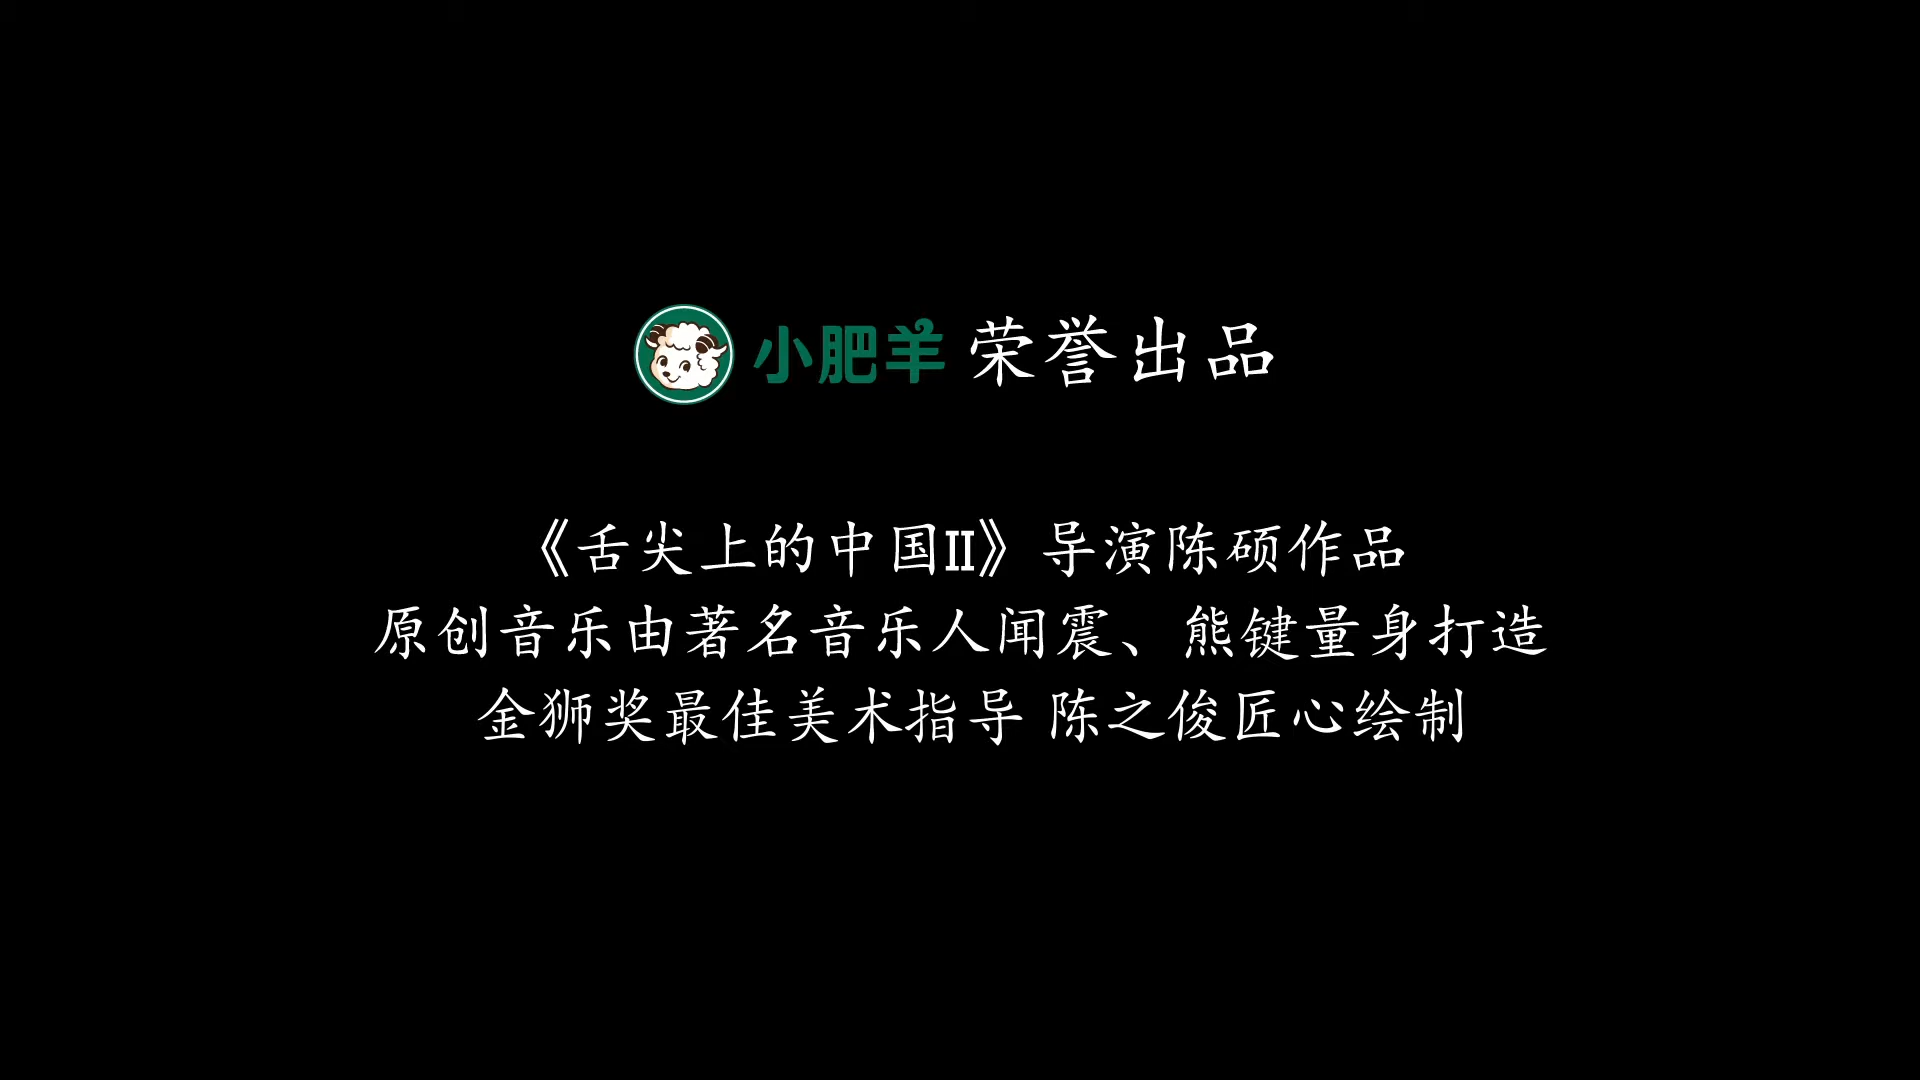 小肥羊 荣誉出品
《舌尖上的中国II》导演陈硕作品
原创音乐由著名音乐人闻震、熊键量身打造
金狮奖最佳美术指导 陈之俊匠心绘制